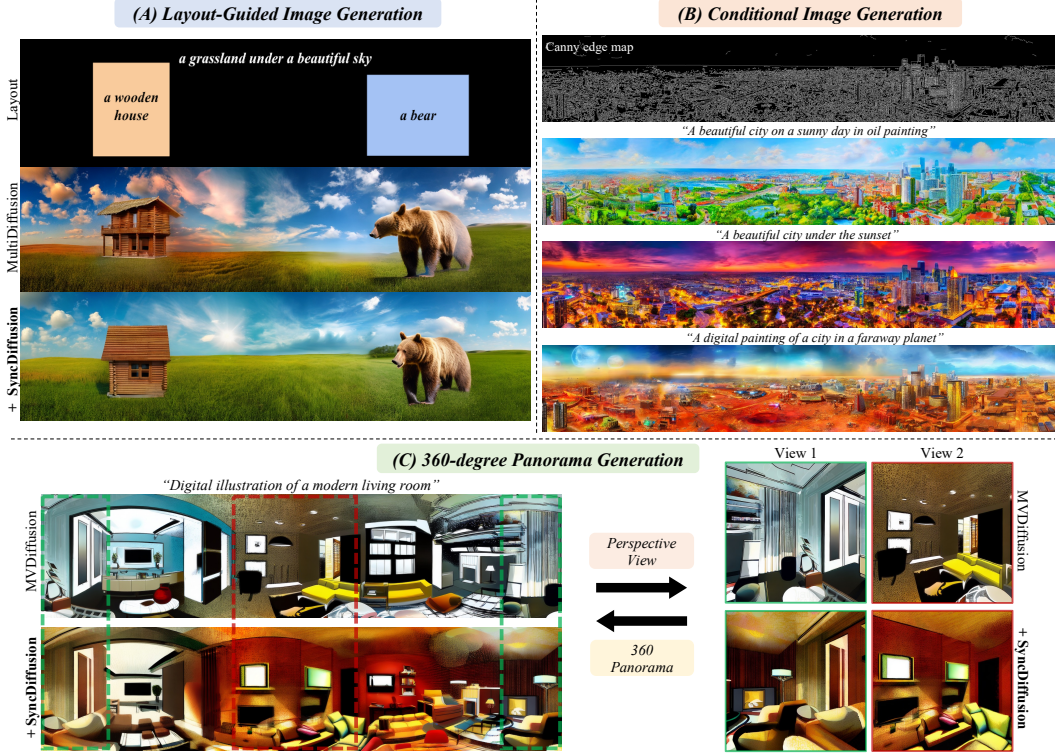 (A) Layout-Guided Image Generation
Layout
a grassland under a beautiful sky
a wooden
house
a bear
MultiDiffusion
+ SyncDiffusion
(B) Conditional Image Generation
Canny edge map
“A beautiful city on a sunny day in oil painting”
“A beautiful city under the sunset”
“A digital painting of a city in a faraway planet”
(C) 360-degree Panorama Generation
“Digital illustration of a modern living room”
MVDiffusion
+ SyncDiffusion
Perspective
View
360
Panorama
View 1
View 2
MVDiffusion
+ SyncDiffusion